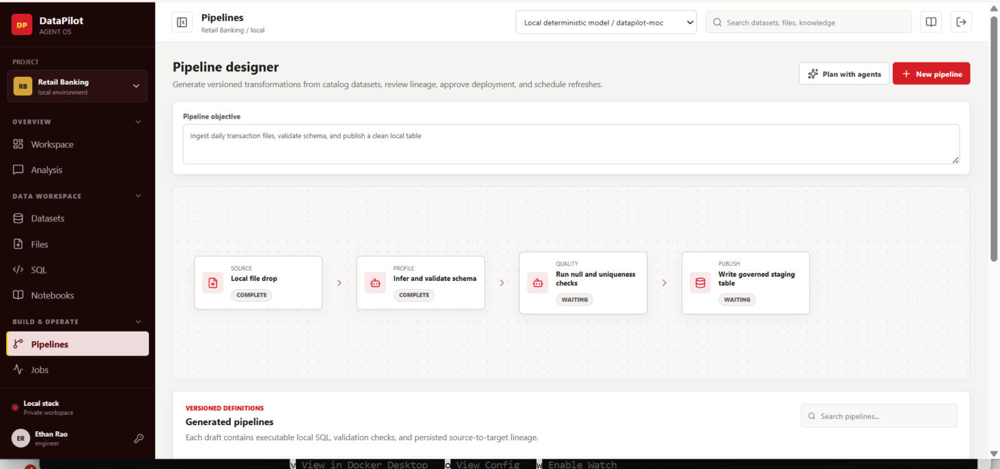 DP
DataPilot
AGENT OS
PROJECT
RB
Retail Banking
local environment
OVERVIEW
Workspace
Analysis
DATA WORKSPACE
Datasets
Files
SQL
Notebooks
BUILD & OPERATE
Pipelines
Jobs
Local stack
Private workspace
ER
Ethan Rao
engineer
Pipelines
Retail Banking / local
Local deterministic model / datapilot-moc
Search datasets, files, knowledge
Pipeline designer
Generate versioned transformations from catalog datasets, review lineage, approve deployment, and schedule refreshes.
Plan with agents
New pipeline
Pipeline objective
Ingest daily transaction files, validate schema, and publish a clean local table
SOURCE
Local file drop
COMPLETE
PROFILE
Infer and validate schema
COMPLETE
QUALITY
Run null and uniqueness
checks
WAITING
PUBLISH
Write governed staging
table
WAITING
VERSIONED DEFINITIONS
Generated pipelines
Each draft contains executable local SQL, validation checks, and persisted source-to-target lineage.
Search pipelines...
v View in Docker Desktop o View Config w Enable Watch